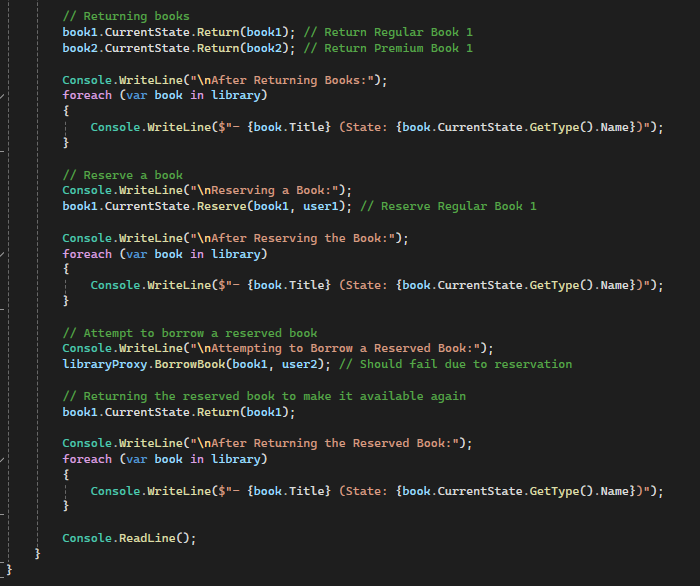 // Returning books
book1.CurrentState.Return(book1); // Return Regular Book 1
book2.CurrentState.Return(book2); // Return Premium Book 1
Console.WriteLine("\nAfter Returning Books:");
foreach (var book in library)
{
Console.WriteLine($"- {book.Title} (State: {book.CurrentState.GetType().Name})");
}
// Reserve a book
Console.WriteLine("\nReserving a Book:");
book1.CurrentState.Reserve(book1, user1); // Reserve Regular Book 1
Console.WriteLine("\nAfter Reserving the Book:");
foreach (var book in library)
{
Console.WriteLine($"- {book.Title} (State: {book.CurrentState.GetType().Name})");
}
// Attempt to borrow a reserved book
Console.WriteLine("\nAttempting to Borrow a Reserved Book:");
libraryProxy.BorrowBook(book1, user2); // Should fail due to reservation
// Returning the reserved book to make it available again
book1.CurrentState.Return(book1);
Console.WriteLine("\nAfter Returning the Reserved Book:");
foreach (var book in library)
{
Console.WriteLine($"- {book.Title} (State: {book.CurrentState.GetType().Name})");
}
Console.ReadLine();
}
}